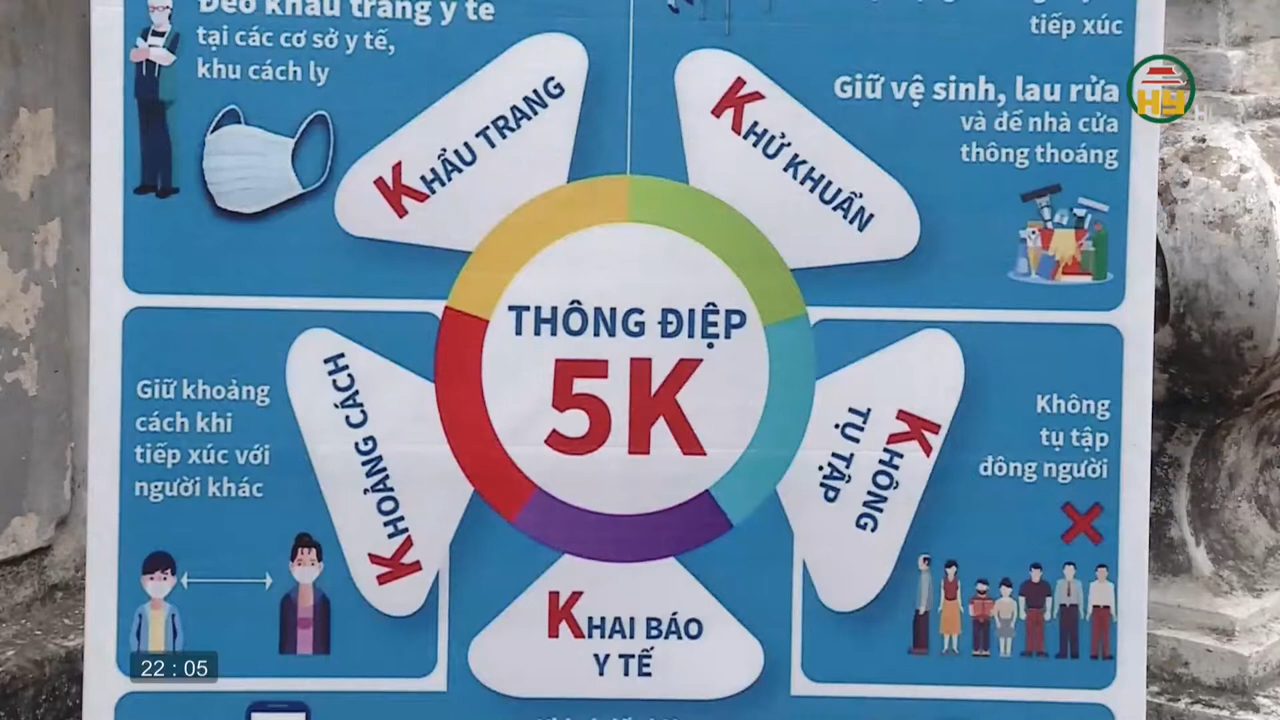 Đeo khẩu trang y tế
tại các cơ sở y tế,
khu cách ly
KHẨU TRANG
tiếp xúc
KHỬ KHUẨN
Giữ vệ sinh, lau rửa
và để nhà cửa
thông thoáng
HY
THÔNG ĐIỆP
5K
Giữ khoảng
cách khi
tiếp xúc với
người khác
KHOẢNG CÁCH
KHÔNG
TỤ TẬP
Không
tụ tập
đông người
KHAI BÁO
Y TẾ
22 : 05